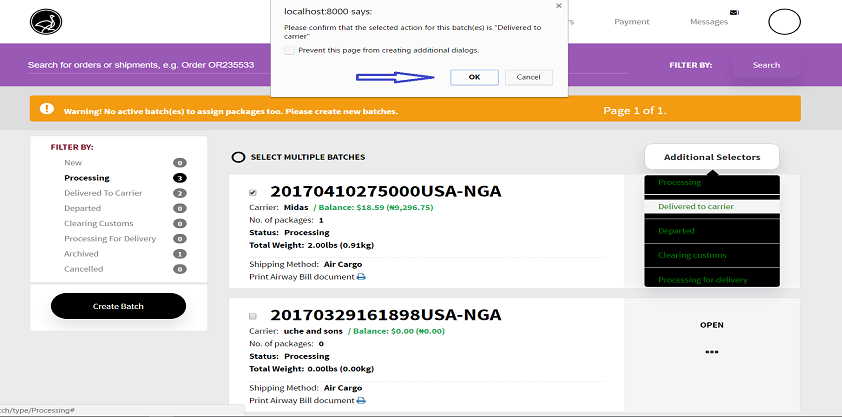 localhost:8000 says:
Please confirm that the selected action for this batch(es) is "Delivered to
carrier"
Prevent this page from creating additional dialogs.
OK
Cancel
Payment
Messages
Search for orders or shipments, e.g. Order OR235533
FILTER BY:
Search
Warning! No active batch(es) to assign packages too. Please create new batches.
Page 1 of 1.
FILTER BY:
New 0
Processing 3
Delivered To Carrier 2
Departed 0
Clearing Customs 0
Processing For Delivery 0
Archived 1
Cancelled 0
Create Batch
SELECT MULTIPLE BATCHES
Additional Selectors
Processing
Delivered to carrier
Departed
Clearing customs
Processing for delivery
20170410275000USA-NGA
Carrier: Midas / Balance: $18.59 (₦9,296.75)
No. of packages: 1
Status: Processing
Total Weight: 2.00lbs (0.91kg)
Shipping Method: Air Cargo
Print Airway Bill document
20170329161898USA-NGA
Carrier: uche and sons / Balance: $0.00 (₦0.00)
No. of packages: 0
Status: Processing
Total Weight: 0.00lbs (0.00kg)
Shipping Method: Air Cargo
Print Airway Bill document
OPEN
...
ch/type/Processing#